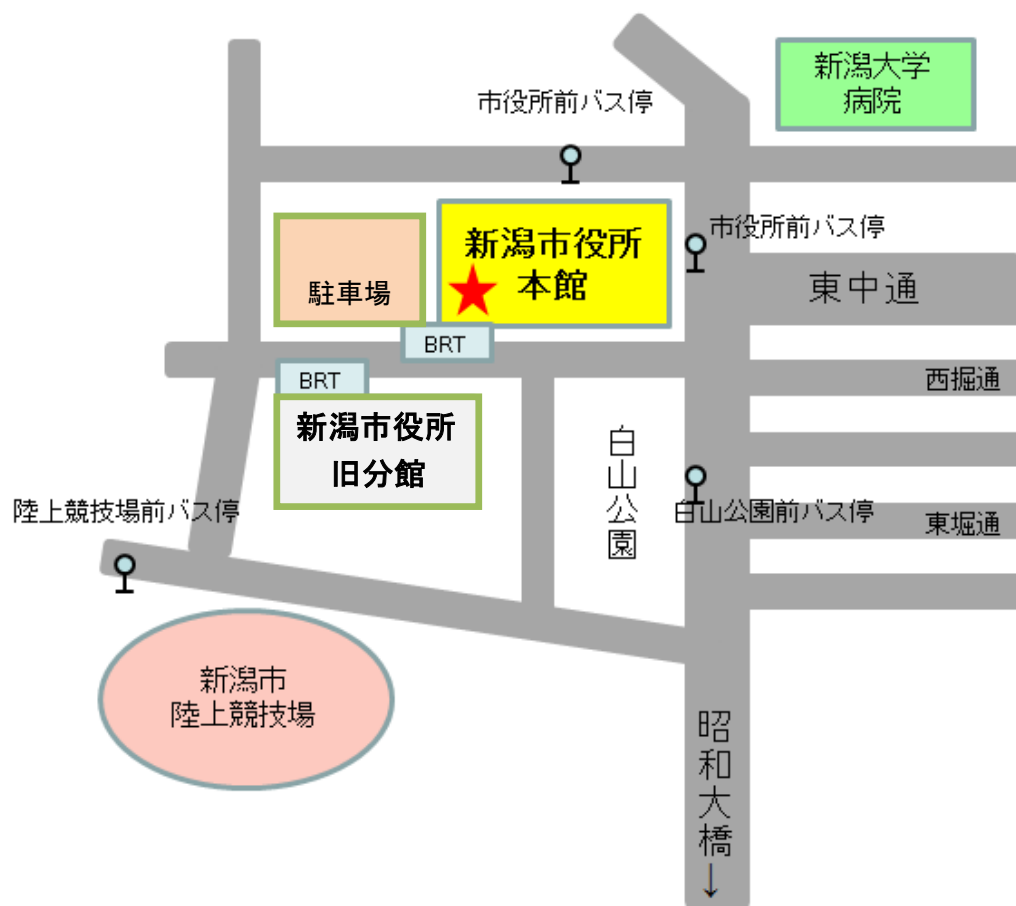 新潟大学
病院
市役所前バス停
市役所前バス停
新潟市役所
本館
駐車場
東中通
BRT
BRT
西掘通
新潟市役所
旧分館
白山公園
陸上競技場前バス停
白山公園前バス停
東堀通
新潟市
陸上競技場
昭和大橋
↓